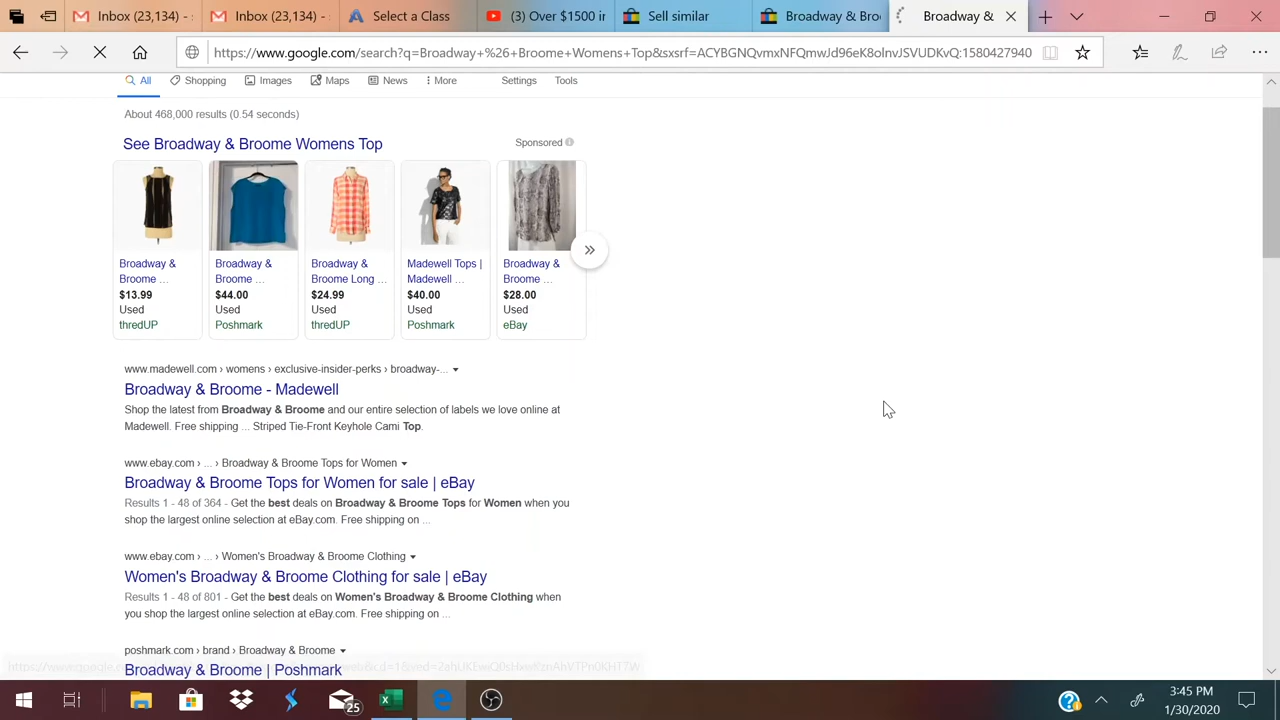 Inbox (23,134) -
Inbox (23,134) -
Select a Class
(3) Over $1500 in
Sell similar
Broadway & Bro
Broadway &
https://www.google.com/search?q=Broadway+%26+Broome+Womens+Top&sxsrf=ACYBGNQvmxNFQmwJd96eK8oInvJSVUDKvQ:1580427940
All
Shopping
Images
Maps
News
More
Settings
Tools
About 468,000 results (0.54 seconds)
See Broadway & Broome Womens Top
Sponsored
Broadway &
Broome ...
$13.99
Used
thredUP
Broadway &
Broome ...
$44.00
Used
Poshmark
Broadway &
Broome Long ...
$24.99
Used
thredUP
Madewell Tops |
Madewell ...
$40.00
Used
Poshmark
Broadway &
Broome ...
$28.00
Used
eBay
www.madewell.com › womens › exclusive-insider-perks › broadway-...
Broadway & Broome - Madewell
Shop the latest from Broadway & Broome and our entire selection of labels we love online at
Madewell. Free shipping ... Striped Tie-Front Keyhole Cami Top.
www.ebay.com › ... › Broadway & Broome Tops for Women
Broadway & Broome Tops for Women for sale | eBay
Results 1 - 48 of 364 - Get the best deals on Broadway & Broome Tops for Women when you
shop the largest online selection at eBay.com. Free shipping on ...
www.ebay.com › ... › Women's Broadway & Broome Clothing
Women's Broadway & Broome Clothing for sale | eBay
Results 1 - 48 of 801 - Get the best deals on Women's Broadway & Broome Clothing when
you shop the largest online selection at eBay.com. Free shipping on ...
poshmark.com › brand › Broadway & Broome
Broadway & Broome | Poshmark
25
3:45 PM
1/30/2020